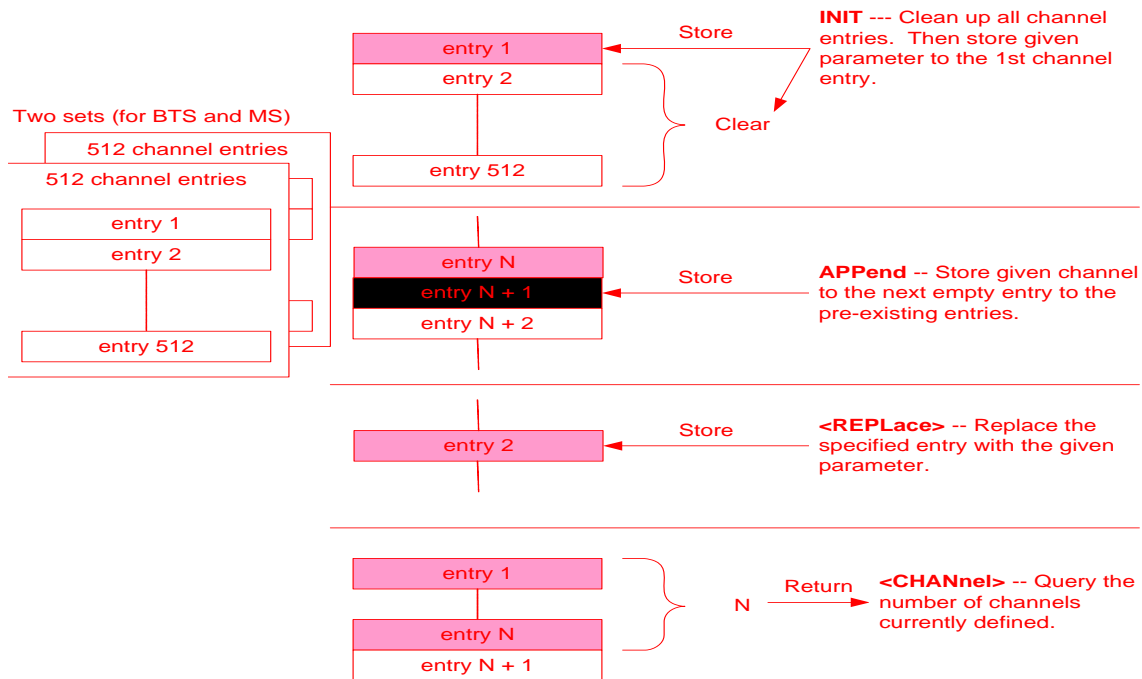 Two sets (for BTS and MS)
512 channel entries
512 channel entries
entry 1
entry 2
entry 512
entry 1
entry 2
entry 512
Store
Clear
INIT --- Clean up all channel
entries. Then store given
parameter to the 1st channel
entry.
entry N
entry N + 1
entry N + 2
Store
APPend -- Store given channel
to the next empty entry to the
pre-existing entries.
entry 2
Store
<REPLace> -- Replace the
specified entry with the given
parameter.
entry 1
entry N
entry N + 1
N
Return
<CHANnel> -- Query the
number of channels
currently defined.